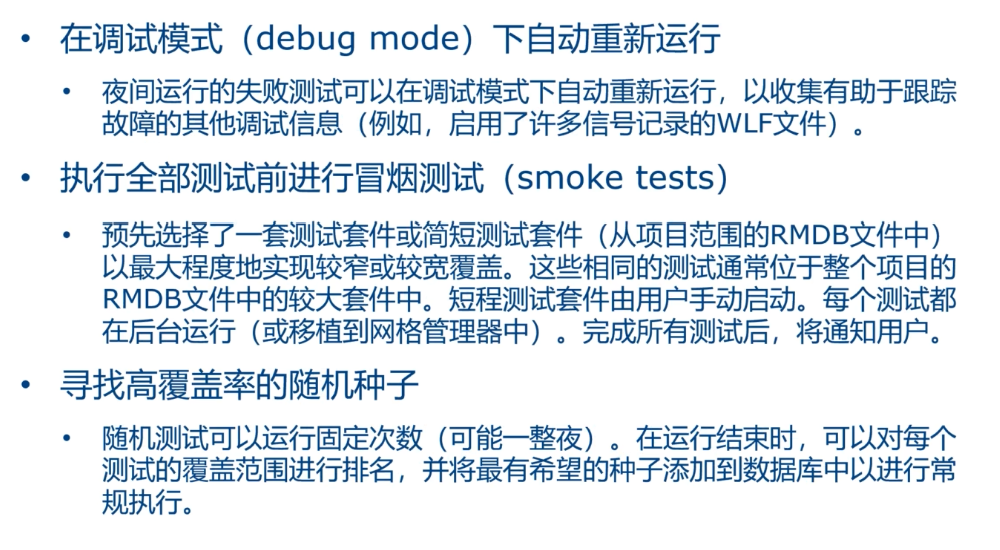 • 在调试模式（debug mode）下自动重新运行
• 夜间运行的失败测试可以在调试模式下自动重新运行，以收集有助于跟踪
故障的其他调试信息（例如，启用了许多信号记录的WLF文件）。
• 执行全部测试前进行冒烟测试（smoke tests）
• 预先选择了一套测试套件或简短测试套件（从项目范围的RMDB文件中）
以最大程度地实现较窄或较宽覆盖。这些相同的测试通常位于整个项目的
RMDB文件中的较大套件中。短程测试套件由用户手动启动。每个测试都
在后台运行（或移植到网格管理器中）。完成所有测试后，将通知用户。
• 寻找高覆盖率的随机种子
• 随机测试可以运行固定次数（可能一整夜）。在运行结束时，可以对每个
测试的覆盖范围进行排名，并将最有希望的种子添加到数据库中以进行常
规执行。